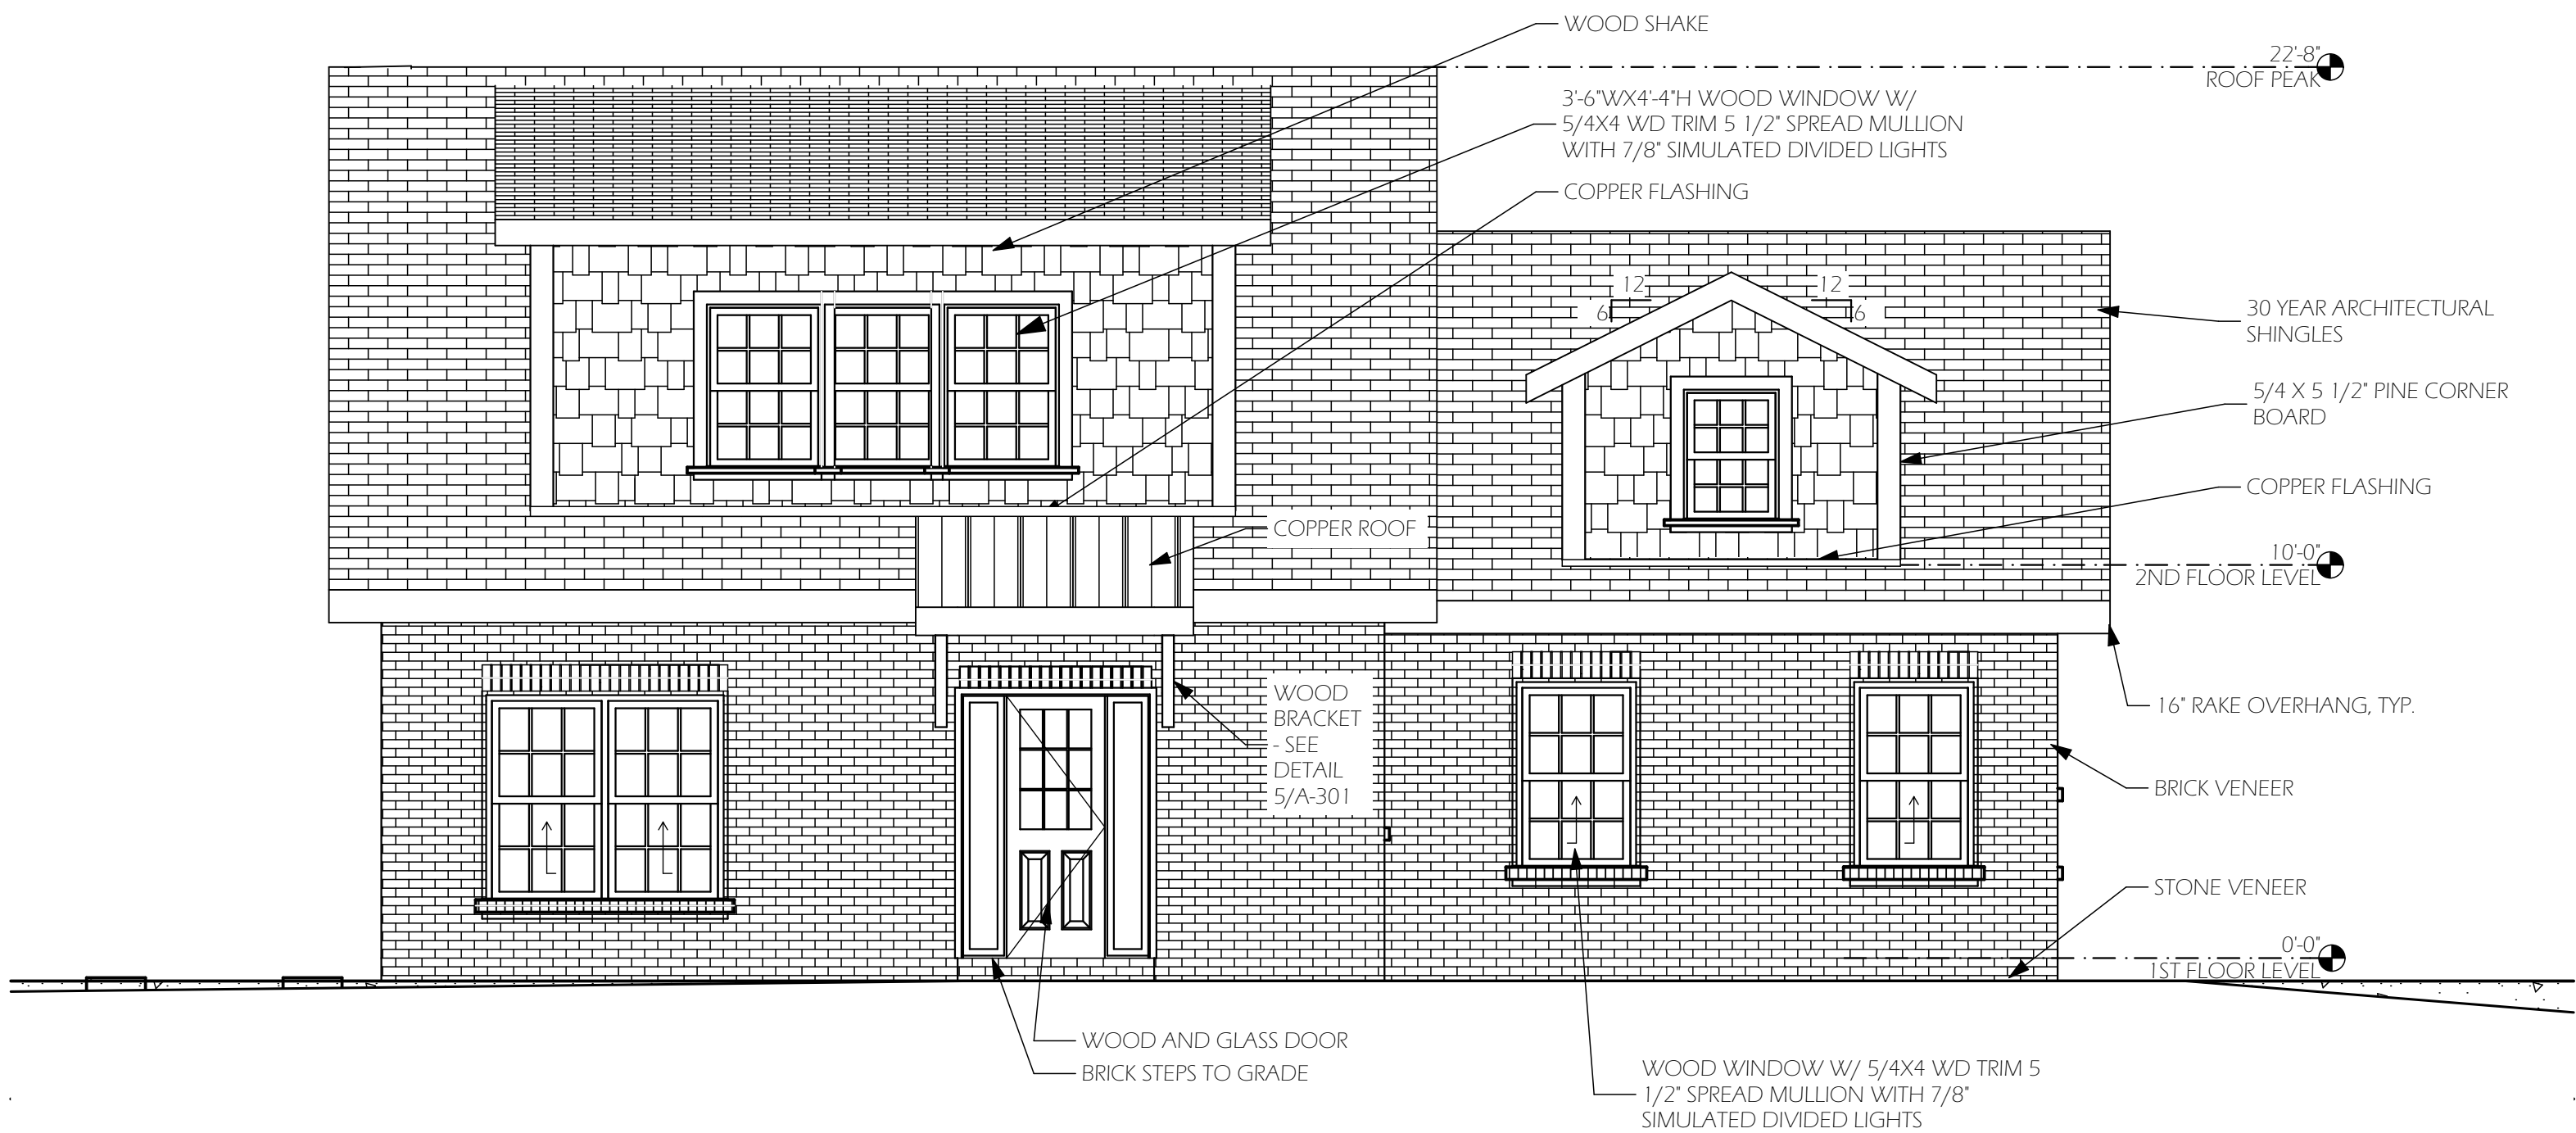 WOOD SHAKE
22'-8"
ROOF PEAK
3'-6"WX4'-4"H WOOD WINDOW W/
5/4X4 WD TRIM 5 1/2" SPREAD MULLION
WITH 7/8" SIMULATED DIVIDED LIGHTS
COPPER FLASHING
12
12
6
6
30 YEAR ARCHITECTURAL
SHINGLES
5/4 X 5 1/2" PINE CORNER
BOARD
COPPER FLASHING
COPPER ROOF
10'-0"
2ND FLOOR LEVEL
WOOD
BRACKET
- SEE
DETAIL
5/A-301
16" RAKE OVERHANG, TYP.
BRICK VENEER
STONE VENEER
0'-0"
1ST FLOOR LEVEL
WOOD AND GLASS DOOR
BRICK STEPS TO GRADE
WOOD WINDOW W/ 5/4X4 WD TRIM 5
1/2" SPREAD MULLION WITH 7/8"
SIMULATED DIVIDED LIGHTS